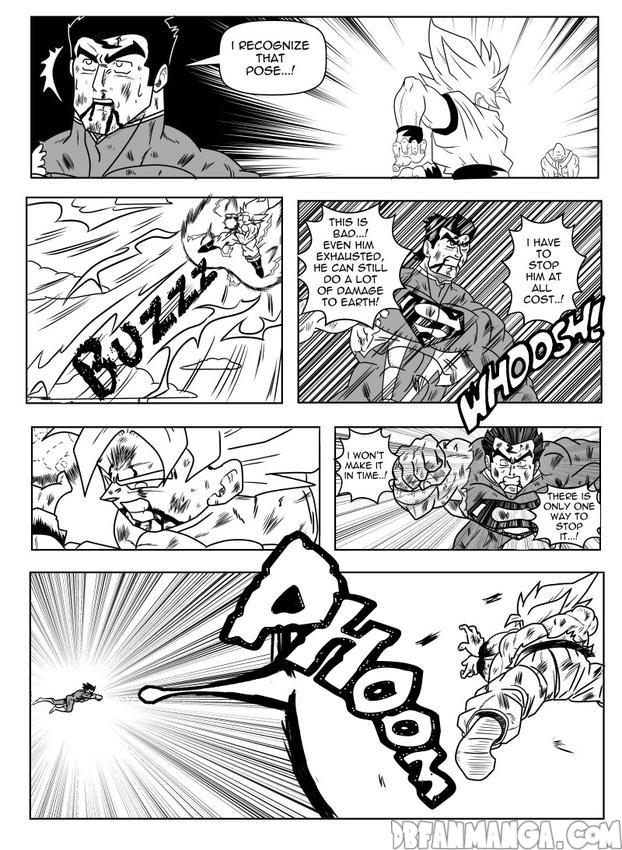 I RECOGNIZE
THAT
POSE...!
BUZZZ
THIS IS
BAD...!
EVEN HIM
EXHAUSTED,
HE CAN STILL
DO A LOT
OF DAMAGE
TO EARTH!
I HAVE
TO
STOP
HIM AT
ALL
COST..!
WHOOSH!
I WON'T
MAKE IT
IN TIME..!
THERE IS
ONLY ONE
WAY TO
STOP
IT...!
PHOOM
DBFANMANGA.COM